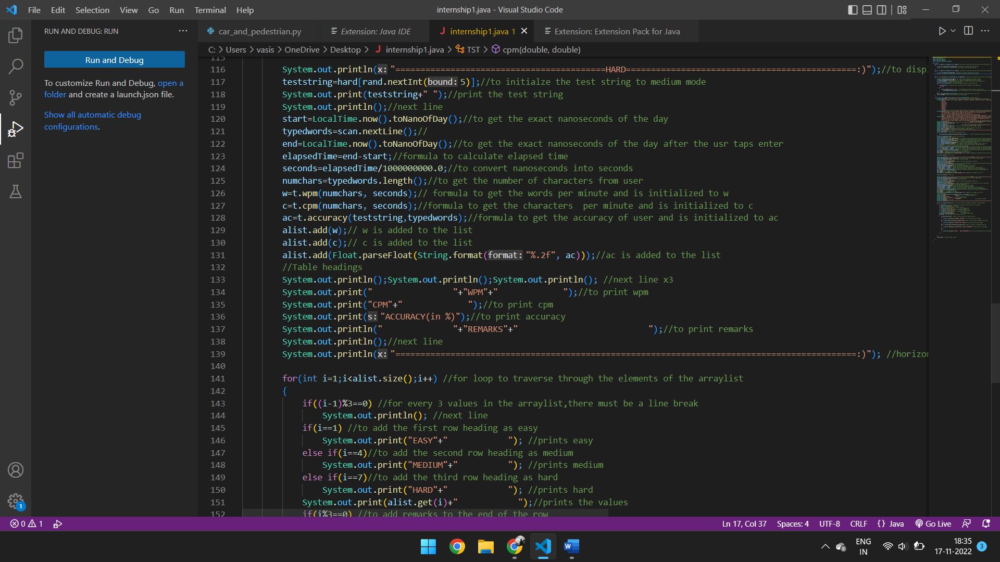 File Edit Selection View Go Run Terminal Help
internship1.java - Visual Studio Code
RUN AND DEBUG: RUN
Run and Debug
To customize Run and Debug, open a
folder and create a launch.json file.
Show all automatic debug
configurations.
car_and_pedestrian.py
Extension: Java IDE
internship1.java 1
Extension: Extension Pack for Java
C: > Users > vasis > OneDrive > Desktop > internship1.java > TST > cpm(double, double)
115
116 System.out.println(x: "==========================================HARD==============================================:)");//to displ
117 teststring=hard[rand.nextInt(bound: 5)];//to initialze the test string to medium mode
118 System.out.print(teststring+" ");//print the test string
119 System.out.println();//next line
120 start=LocalTime.now().toNanoOfDay();//to get the exact nanoseconds of the day
121 typedwords=scan.nextLine();//
122 end=LocalTime.now().toNanoOfDay();//to get the exact nanoseconds of the day after the usr taps enter
123 elapsedTime=end-start;//formula to calculate elapsed time
124 seconds=elapsedTime/1000000000.0;//to convert nanoseconds into seconds
125 numchars=typedwords.length();//to get the number of characters from user
126 w=t.wpm(numchars, seconds);// formula to get the words per minute and is initialized to w
127 c=t.cpm(numchars, seconds);//formula to get the characters  per minute and is initialized to c
128 ac=t.accuracy(teststring,typedwords);//formula to get the accuracy of user and is initialized to ac
129 alist.add(w);// w is added to the list
130 alist.add(c);// c is added to the list
131 alist.add(Float.parseFloat(String.format(format: "%.2f", ac)));//ac is added to the list
132 //Table headings
133 System.out.println();System.out.println();System.out.println(); //next line x3
134 System.out.print("                "+"WPM"+"             ");//to print wpm
135 System.out.print("CPM"+"             ");//to print cpm
136 System.out.print(s: "ACCURACY(in %)");//to print accuracy
137 System.out.println("              "+"REMARKS"+"                          ");//to print remarks
138 System.out.println();//next line
139 System.out.println(x: "============================================================================================:)"); //horizon
140
141 for(int i=1;i<alist.size();i++) //for loop to traverse through the elements of the arraylist
142 {
143 if((i-1)%3==0) //for every 3 values in the arraylist,there must be a line break
144 System.out.println(); //next line
145 if(i==1) //to add the first row heading as easy
146 System.out.print("EASY"+"            "); //prints easy
147 else if(i==4)//to add the second row heading as medium
148 System.out.print("MEDIUM"+"          "); //prints medium
149 else if(i==7)//to add the third row heading as hard
150 System.out.print("HARD"+"            "); //prints hard
151 System.out.print(alist.get(i)+"            ");//prints the values
152 if(i%3==0) //to add remarks to the end of the row
0 1
Ln 17, Col 37 Spaces: 4 UTF-8 CRLF {} Java Go Live
1
W
ENG
IN
18:35
17-11-2022
3